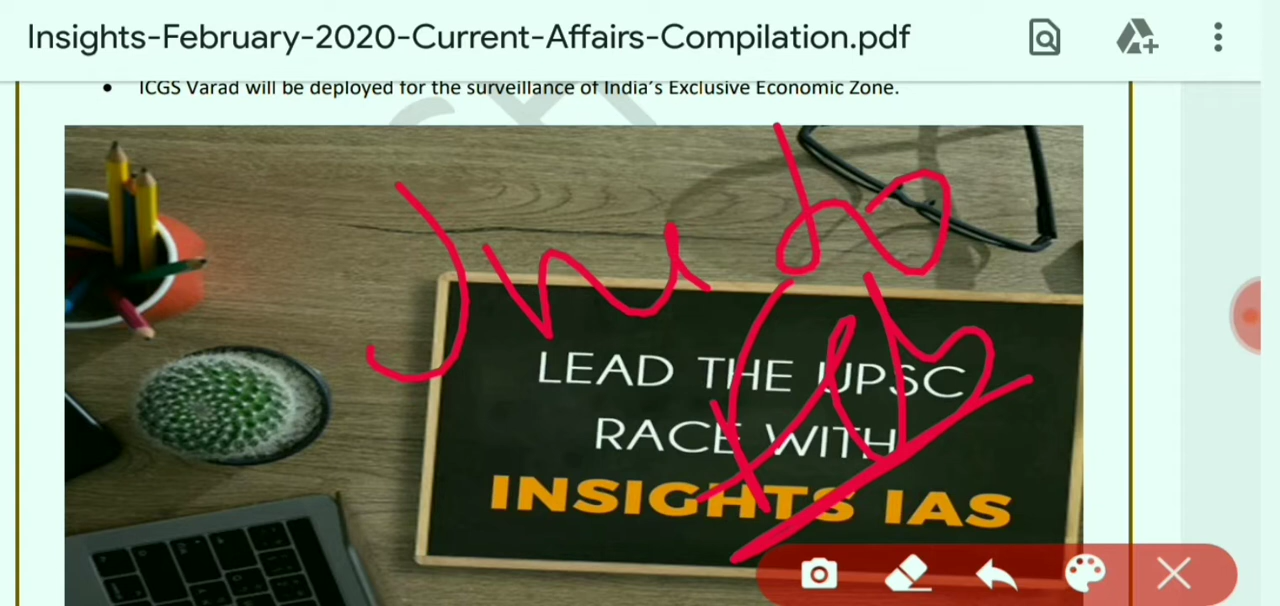 Insights-February-2020-Current-Affairs-Compilation.pdf
ICGS Varad will be deployed for the surveillance of India's Exclusive Economic Zone.
LEAD THE UPSC
RACE WITH
INSIGHTS IAS